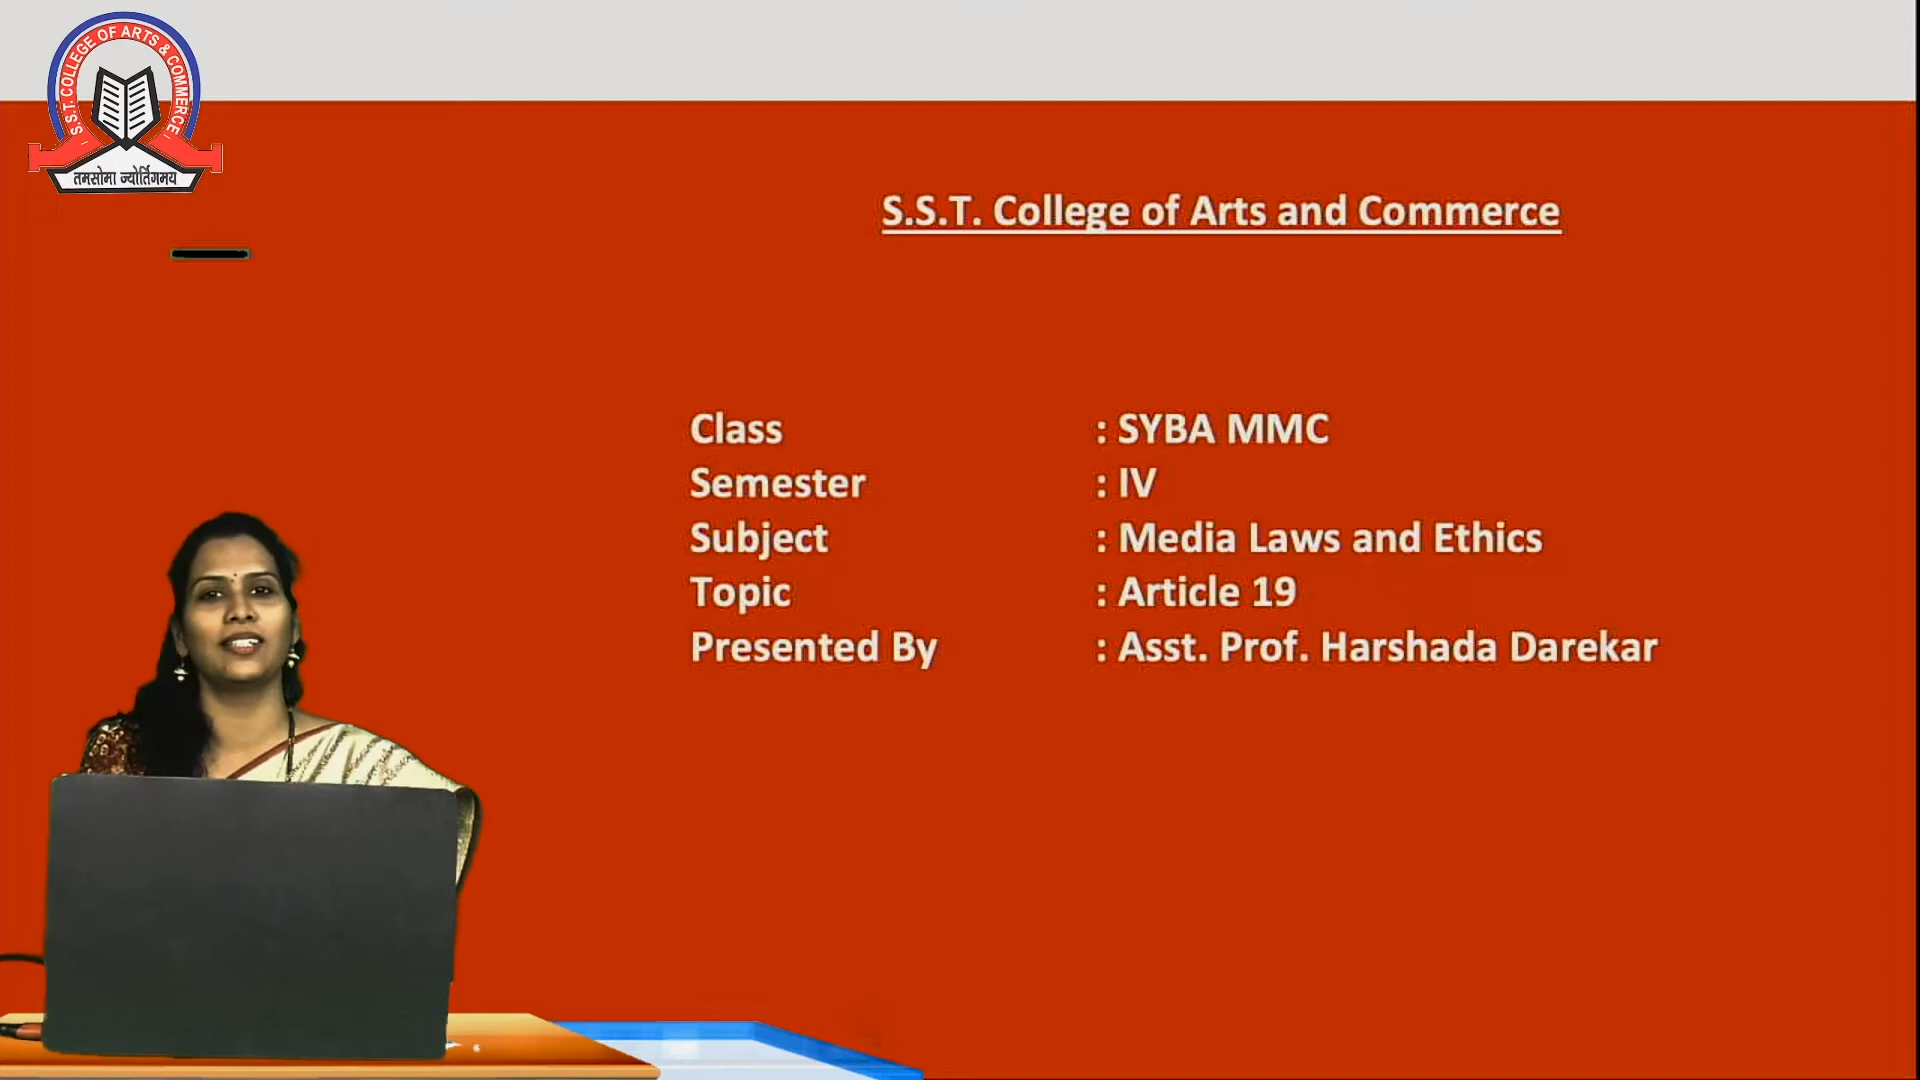 S.S.T. COLLEGE OF ARTS & COMMERCE
तमसोमा ज्योर्तिगमय
S.S.T. College of Arts and Commerce
Class : SYBA MMC
Semester : IV
Subject : Media Laws and Ethics
Topic : Article 19
Presented By : Asst. Prof. Harshada Darekar